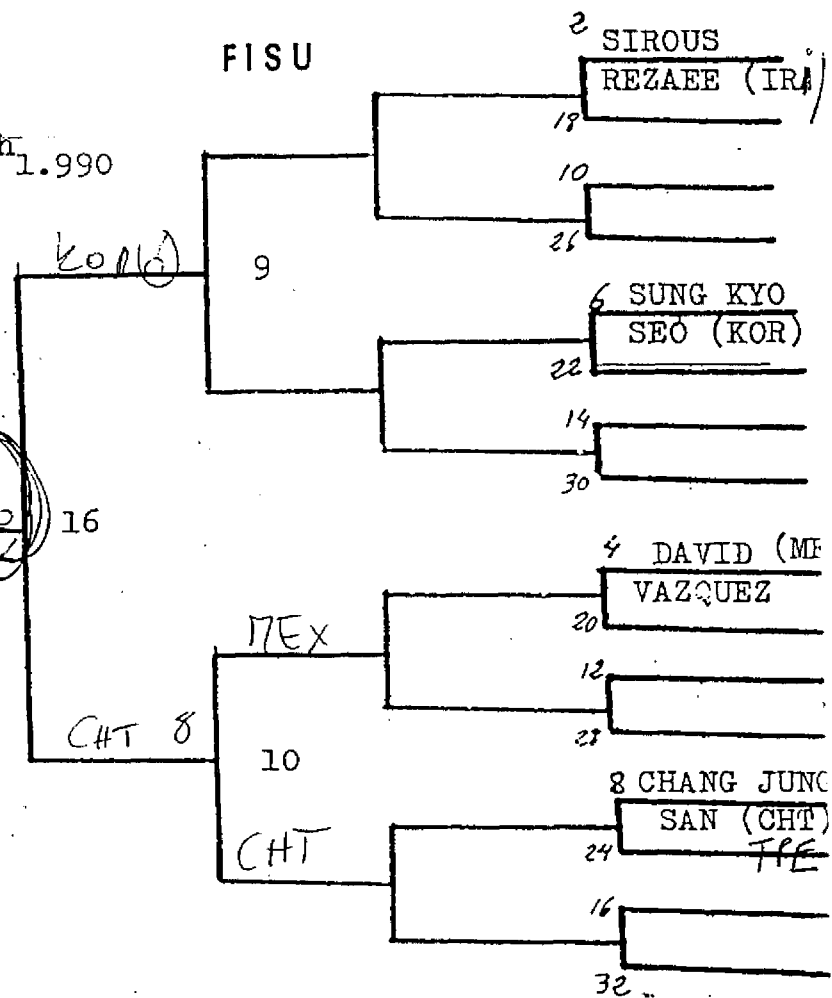 FISU
1.990
2 SIROUS
REZAEE (IRI)
18
10
26
KOR 6
9
6 SUNG KYO
SEO (KOR)
22
14
30
16
4 DAVID (ME
VAZQUEZ
20
MEX
12
28
CHT 8
10
8 CHANG JUNG
SAN (CHT)
24 TPE
CHT
16
32